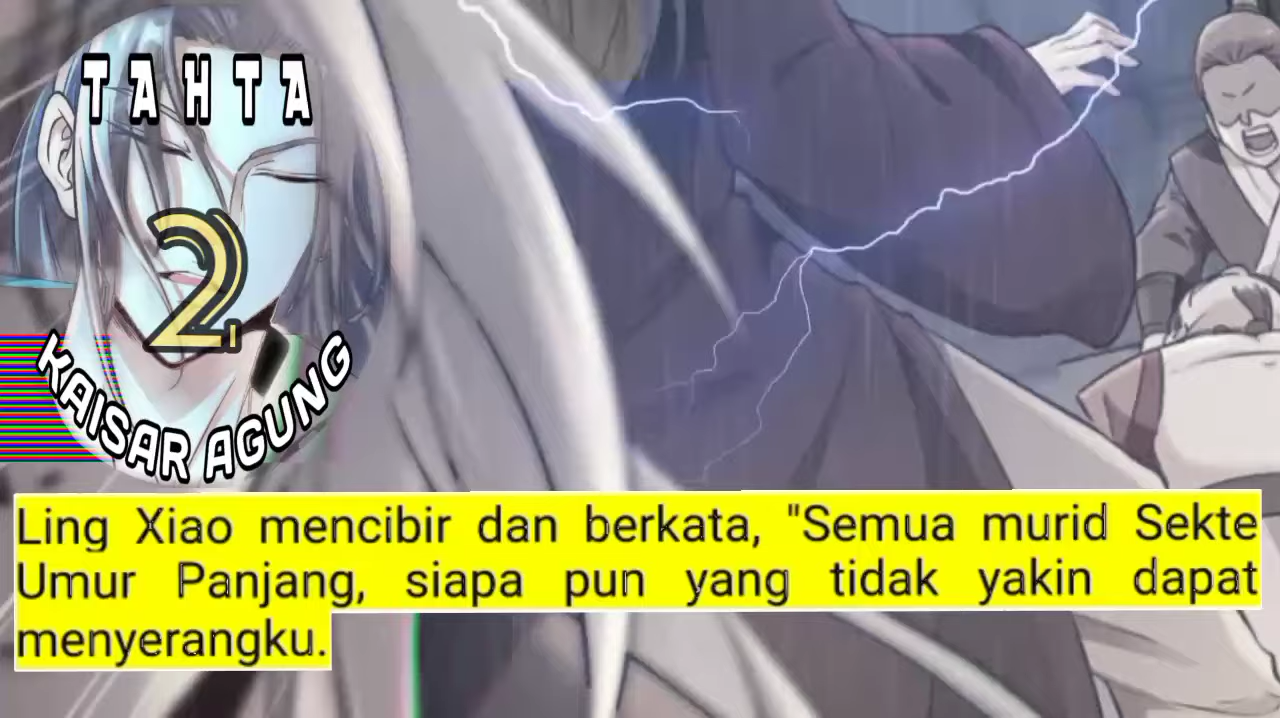 TAHTA
2
KAISAR AGUNG
Ling Xiao mencibir dan berkata, "Semua murid Sekte
Umur Panjang, siapa pun yang tidak yakin dapat
menyerangku.